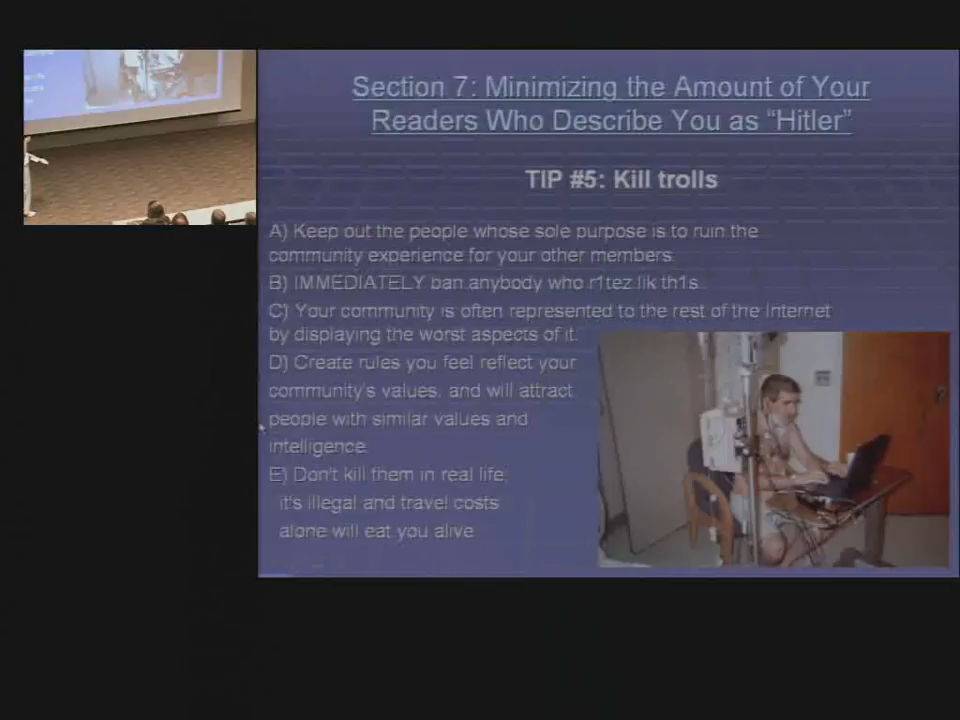 Section 7: Minimizing the Amount of Your
Readers Who Describe You as “Hitler”
TIP #5: Kill trolls
A) Keep out the people whose sole purpose is to ruin the
community experience for your other members.
B) IMMEDIATELY ban anybody who r1tez lik th1s.
C) Your community is often represented to the rest of the Internet
by displaying the worst aspects of it.
D) Create rules you feel reflect your
community's values, and will attract
people with similar values and
intelligence.
E) Don't kill them in real life;
it's illegal and travel costs
alone will eat you alive.